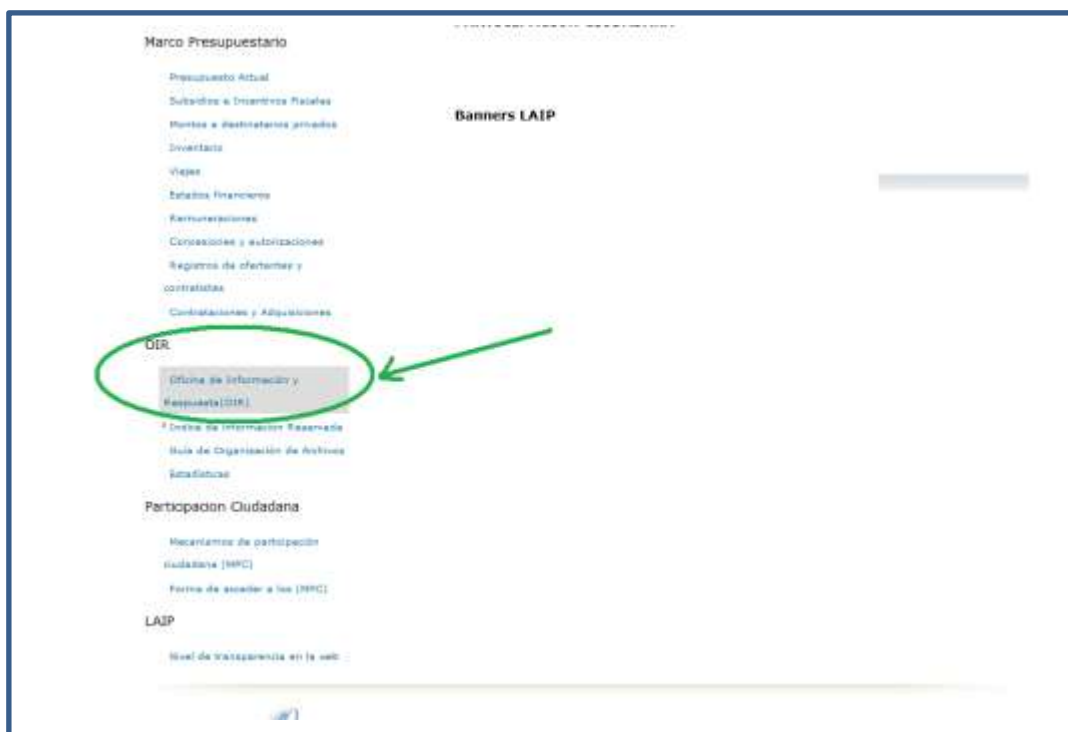 Marco Presupuestario
Presupuesto Actual
Subsidios e Incentivos Fiscales
Montos a destinatarios privados
Inventario
Viajes
Estados financieros
Remuneraciones
Concesiones y autorizaciones
Registros de ofertantes y
contratistas
Contrataciones y Adquisiciones
OIR
Oficina de Información y
Respuesta(OIR)
Indice de Información Reservada
Guía de Organización de Archivos
Estadísticas
Participacion Ciudadana
Mecanismos de participación
ciudadana (MPC)
Forma de acceder a los (MPC)
LAIP
Nivel de transparencia en la web
Banners LAIP